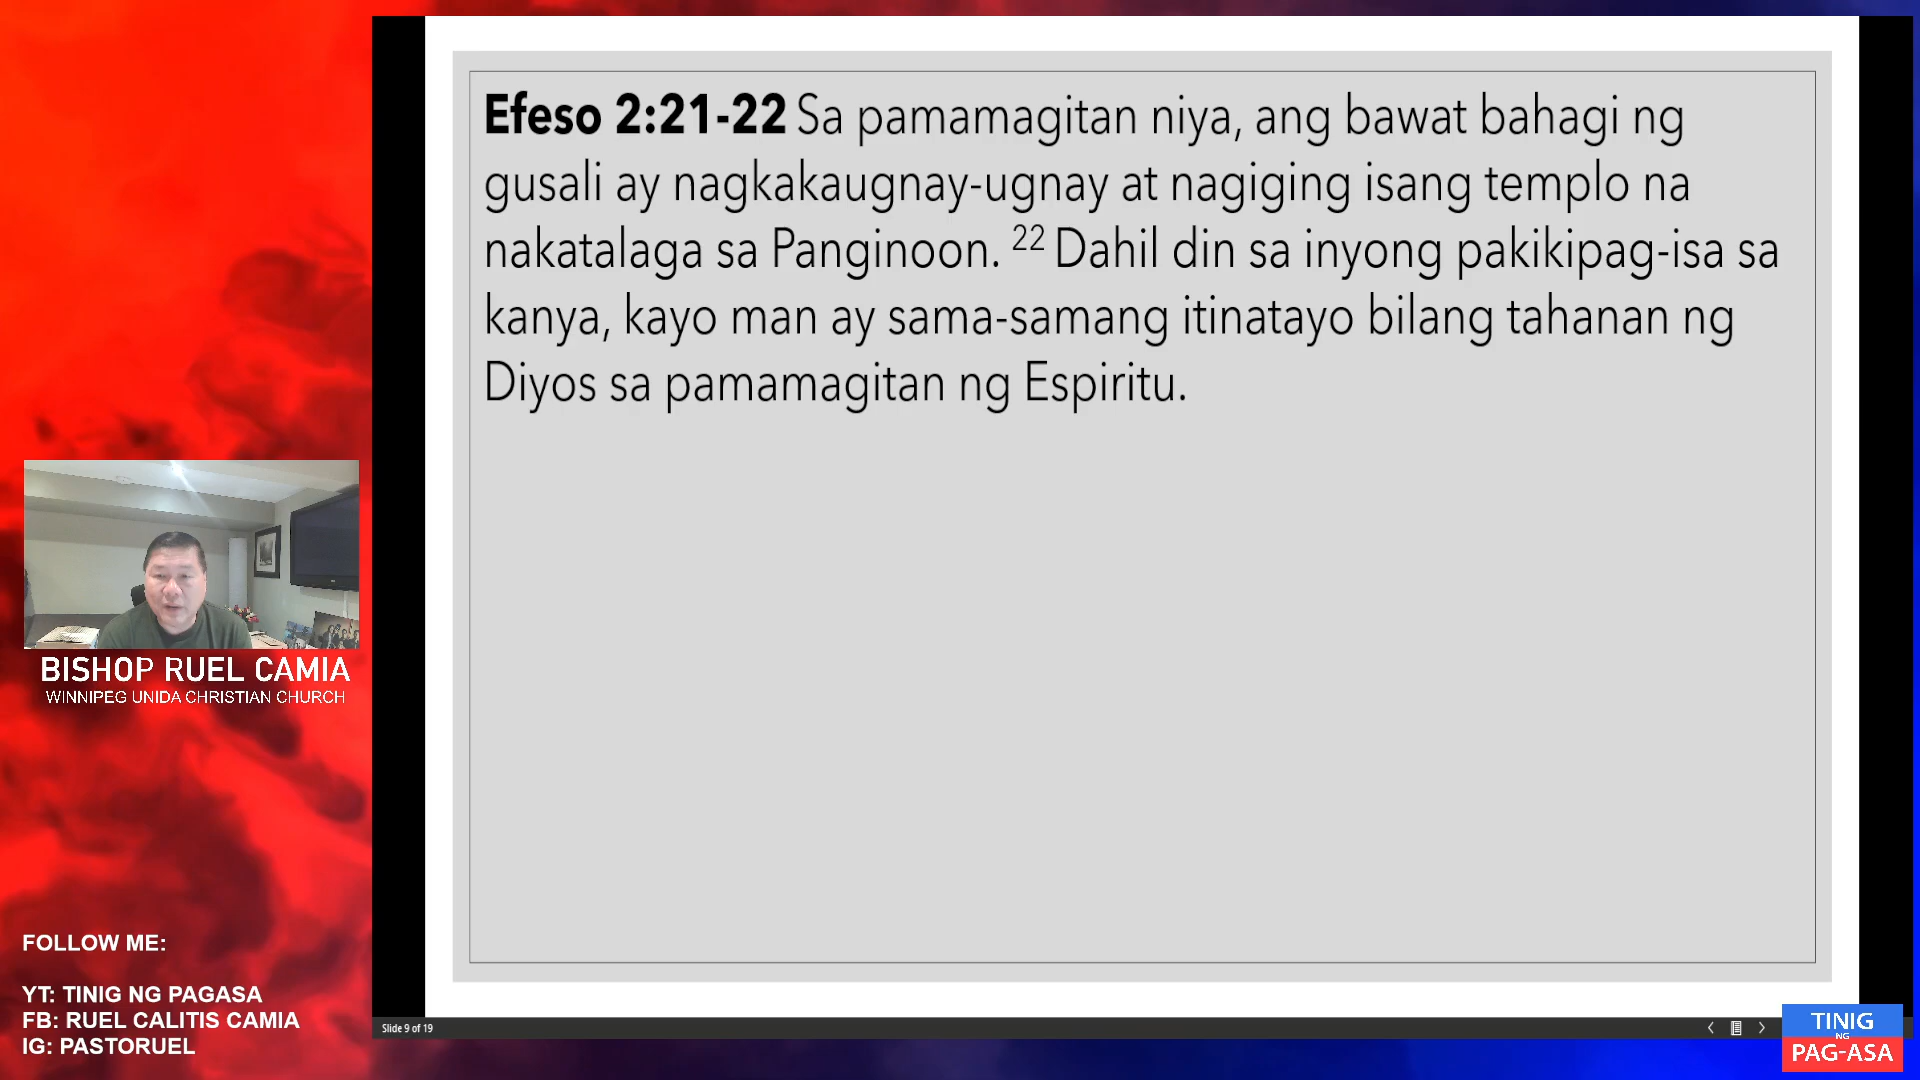 Efeso 2:21-22 Sa pamamagitan niya, ang bawat bahagi ng
gusali ay nagkakaugnay-ugnay at nagiging isang templo na
nakatalaga sa Panginoon. 22 Dahil din sa inyong pakikipag-isa sa
kanya, kayo man ay sama-samang itinatayo bilang tahanan ng
Diyos sa pamamagitan ng Espiritu.
BISHOP RUEL CAMIA
WINNIPEG UNIDA CHRISTIAN CHURCH
FOLLOW ME:
YT: TINIG NG PAGASA
FB: RUEL CALITIS CAMIA
IG: PASTORUEL
Slide 9 of 19
TINIG
NG
PAG-ASA